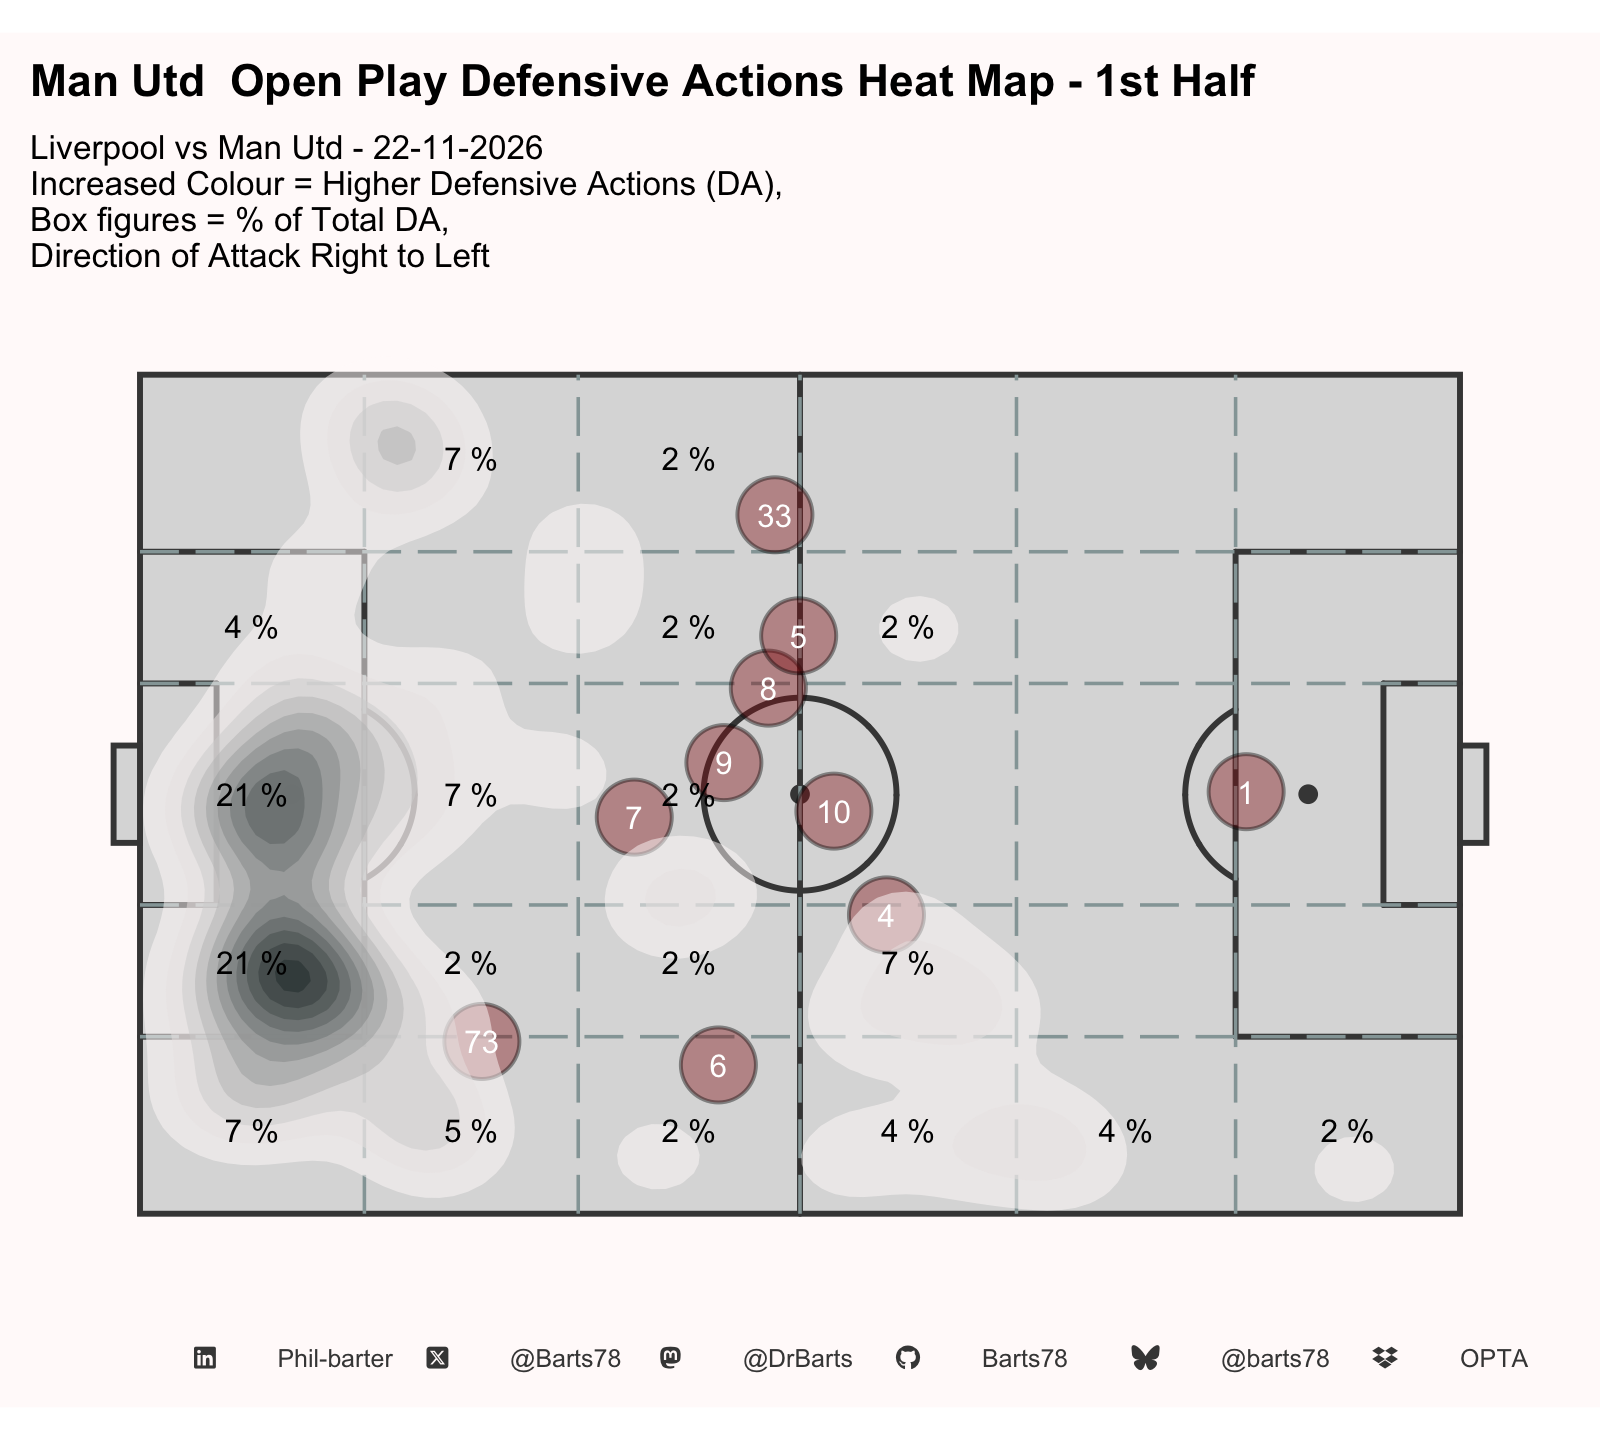 Man Utd  Open Play Defensive Actions Heat Map - 1st Half
Liverpool vs Man Utd - 22-11-2026
Increased Colour = Higher Defensive Actions (DA),
Box figures = % of Total DA,
Direction of Attack Right to Left
7 % 2 %
33
4 % 2 % 5 2 %
8
9
21 % 7 % 2 % 1
7 10
4
21 % 2 % 2 % 7 %
73
6
7 % 5 % 2 % 4 % 4 % 2 %
Phil-barter @Barts78 @DrBarts Barts78 @barts78 OPTA